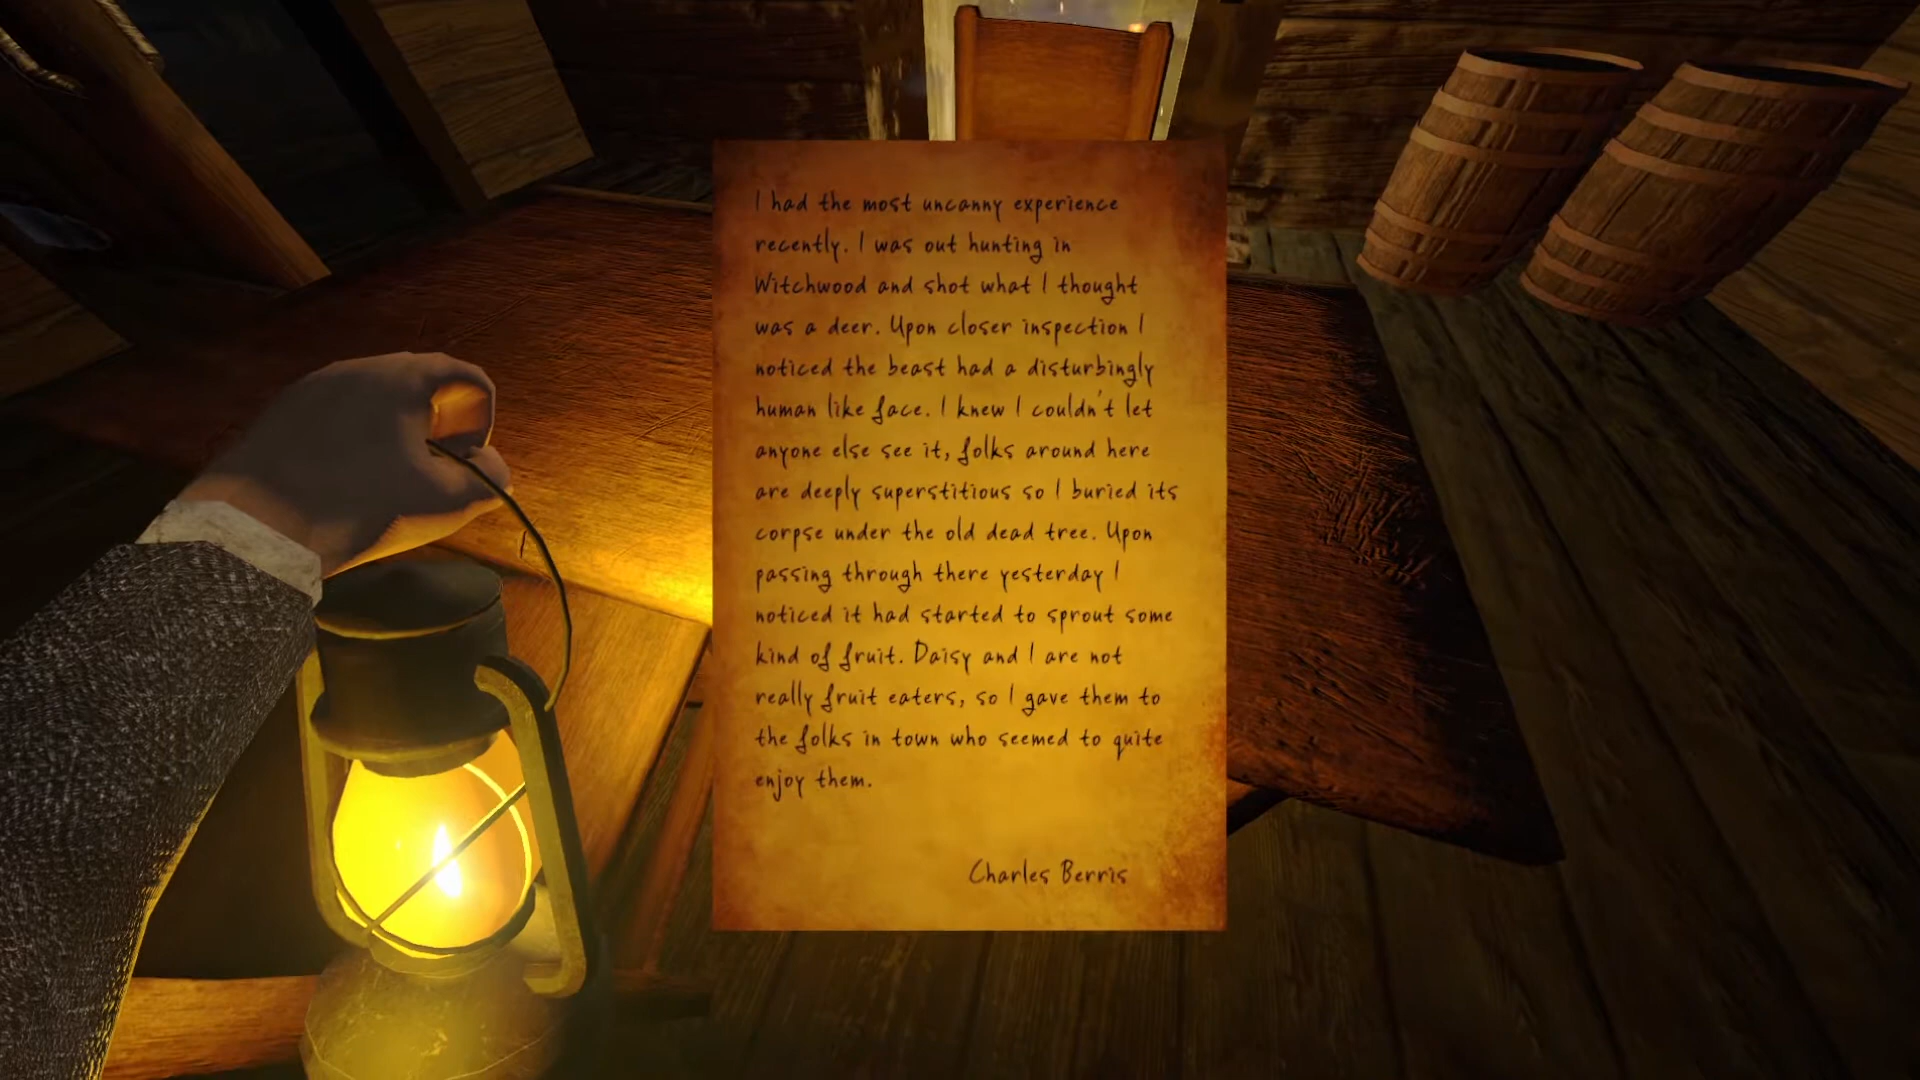 I had the most uncanny experience
recently. I was out hunting in
Witchwood and shot what I thought
was a deer. Upon closer inspection I
noticed the beast had a disturbingly
human like face. I knew I couldn't let
anyone else see it, folks around here
are deeply superstitious so I buried its
corpse under the old dead tree. Upon
passing through there yesterday I
noticed it had started to sprout some
kind of fruit. Daisy and I are not
really fruit eaters, so I gave them to
the folks in town who seemed to quite
enjoy them.
Charles Berris